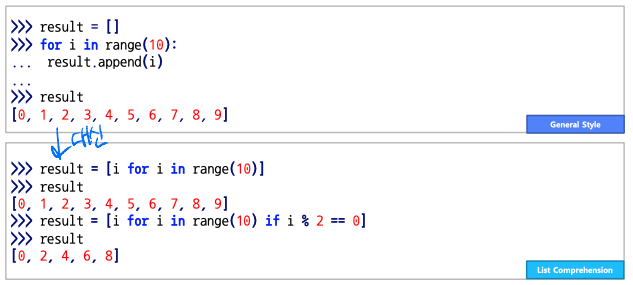 >>> result = []
>>> for i in range(10):
...  result.append(i)
...
>>> result
[0, 1, 2, 3, 4, 5, 6, 7, 8, 9]
General Style
대신
>>> result = [i for i in range(10)]
>>> result
[0, 1, 2, 3, 4, 5, 6, 7, 8, 9]
>>> result = [i for i in range(10) if i % 2 == 0]
>>> result
[0, 2, 4, 6, 8]
List Comprehension